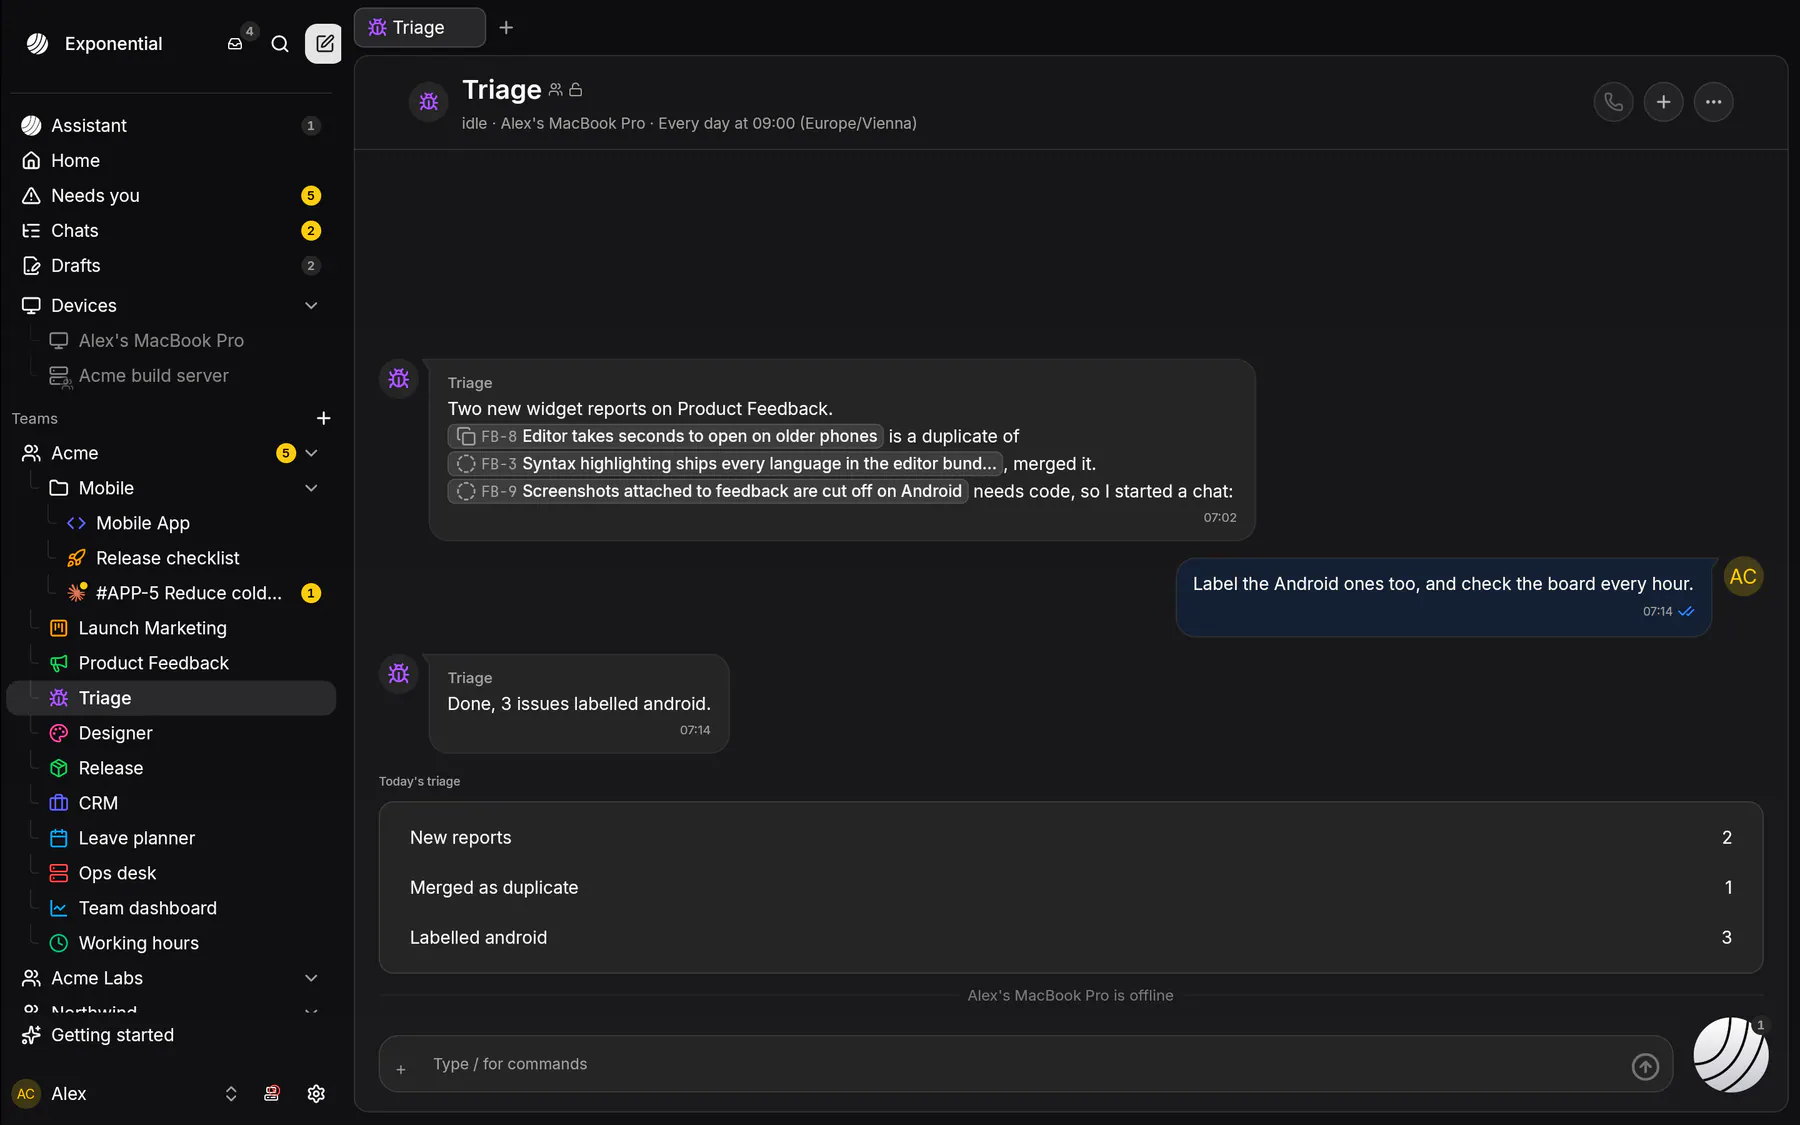 Exponential
4
Assistant
1
Home
Needs you
5
Chats
2
Drafts
2
Devices
Alex's MacBook Pro
Acme build server
Teams
Acme
5
Mobile
Mobile App
Release checklist
#APP-5 Reduce cold...
1
Launch Marketing
Product Feedback
Triage
Designer
Release
CRM
Leave planner
Ops desk
Team dashboard
Working hours
Acme Labs
Northwind
Getting started
AC Alex
Triage
Triage
idle · Alex's MacBook Pro · Every day at 09:00 (Europe/Vienna)
Triage
Two new widget reports on Product Feedback.
FB-8 Editor takes seconds to open on older phones is a duplicate of
FB-3 Syntax highlighting ships every language in the editor bund... , merged it.
FB-9 Screenshots attached to feedback are cut off on Android needs code, so I started a chat:
07:02
Label the Android ones too, and check the board every hour.
07:14
AC
Triage
Done, 3 issues labelled android.
07:14
Today's triage
New reports 2
Merged as duplicate 1
Labelled android 3
Alex's MacBook Pro is offline
Type / for commands
1